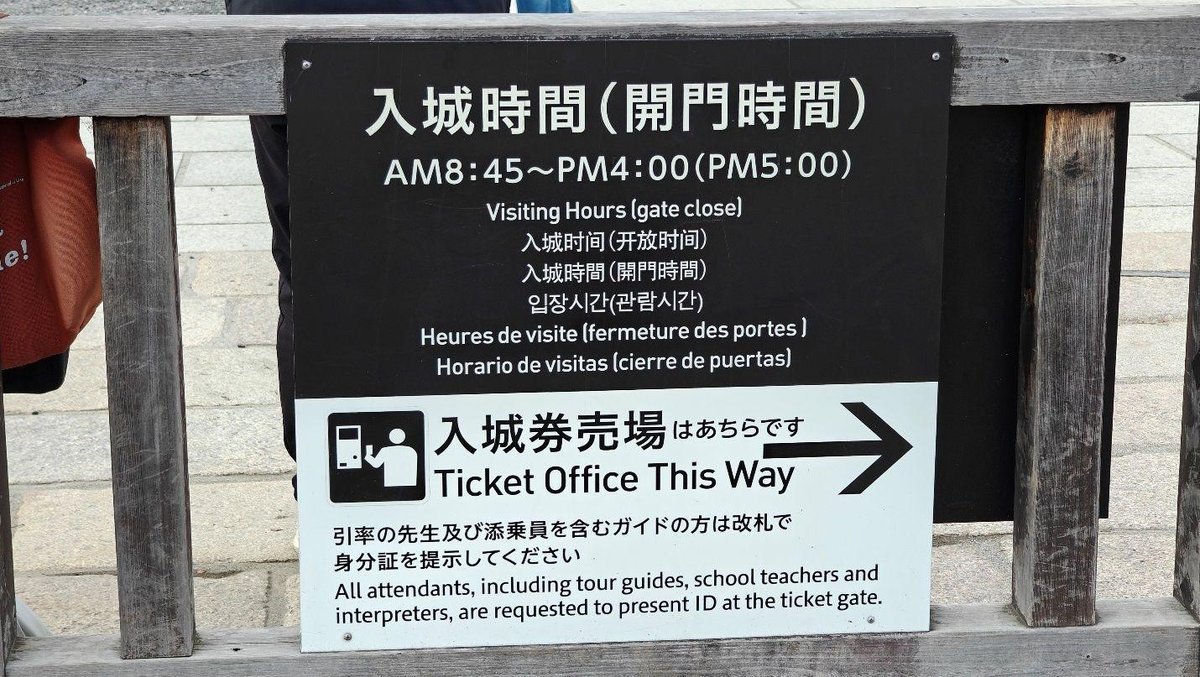 入城時間（開門時間）
AM8：45～PM4：00（PM5：00）
Visiting Hours (gate close)
入城时间（开放时间）
入城時間（開門時間）
입장시간(관람시간)
Heures de visite (fermeture des portes )
Horario de visitas (cierre de puertas)
入城券売場はあちらです
Ticket Office This Way
引率の先生及び添乗員を含むガイドの方は改札で
身分証を提示してください
All attendants, including tour guides, school teachers and
interpreters, are requested to present ID at the ticket gate.